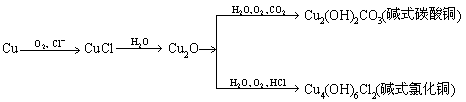 H₂O、O₂、CO₂
Cu₂(OH)₂CO₃(碱式碳酸铜)
Cu O₂、Cl⁻ CuCl H₂O Cu₂O
H₂O、O₂、HCl
Cu₄(OH)₆Cl₂(碱式氯化铜)